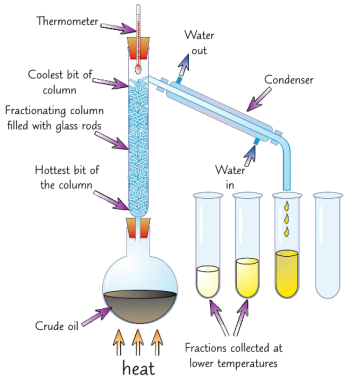 Thermometer
Water
out
Coolest bit of
column
Condenser
Fractionating column
filled with glass rods
Hottest bit of
the column
Water
in
Crude oil
heat
Fractions collected at
lower temperatures